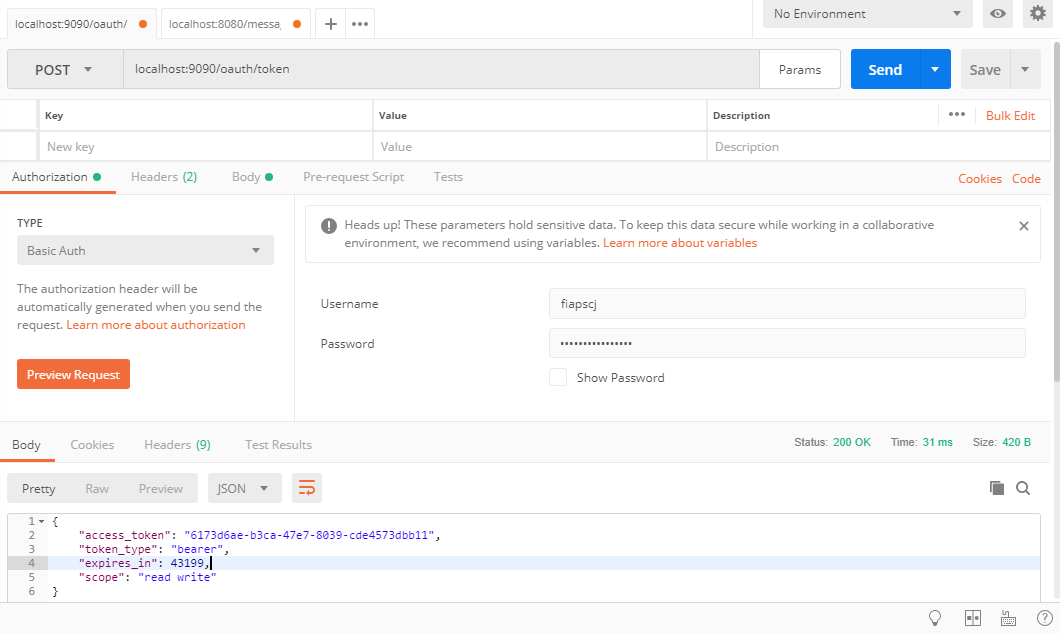 localhost:9090/oauth/
localhost:8080/messa
No Environment
POST
localhost:9090/oauth/token
Params
Send
Save
Key
Value
Description
Bulk Edit
New key
Value
Description
Authorization
Headers (2)
Body
Pre-request Script
Tests
Cookies
Code
TYPE
Basic Auth
The authorization header will be
automatically generated when you send the
request. Learn more about authorization
Preview Request
Heads up! These parameters hold sensitive data. To keep this data secure while working in a collaborative
environment, we recommend using variables. Learn more about variables
Username
fiapscj
Password
••••••••••••••••
Show Password
Body
Cookies
Headers (9)
Test Results
Status: 200 OK
Time: 31 ms
Size: 420 B
Pretty
Raw
Preview
JSON
1 {
2 "access_token": "6173d6ae-b3ca-47e7-8039-cde4573dbb11",
3 "token_type": "bearer",
4 "expires_in": 43199,
5 "scope": "read write"
6 }